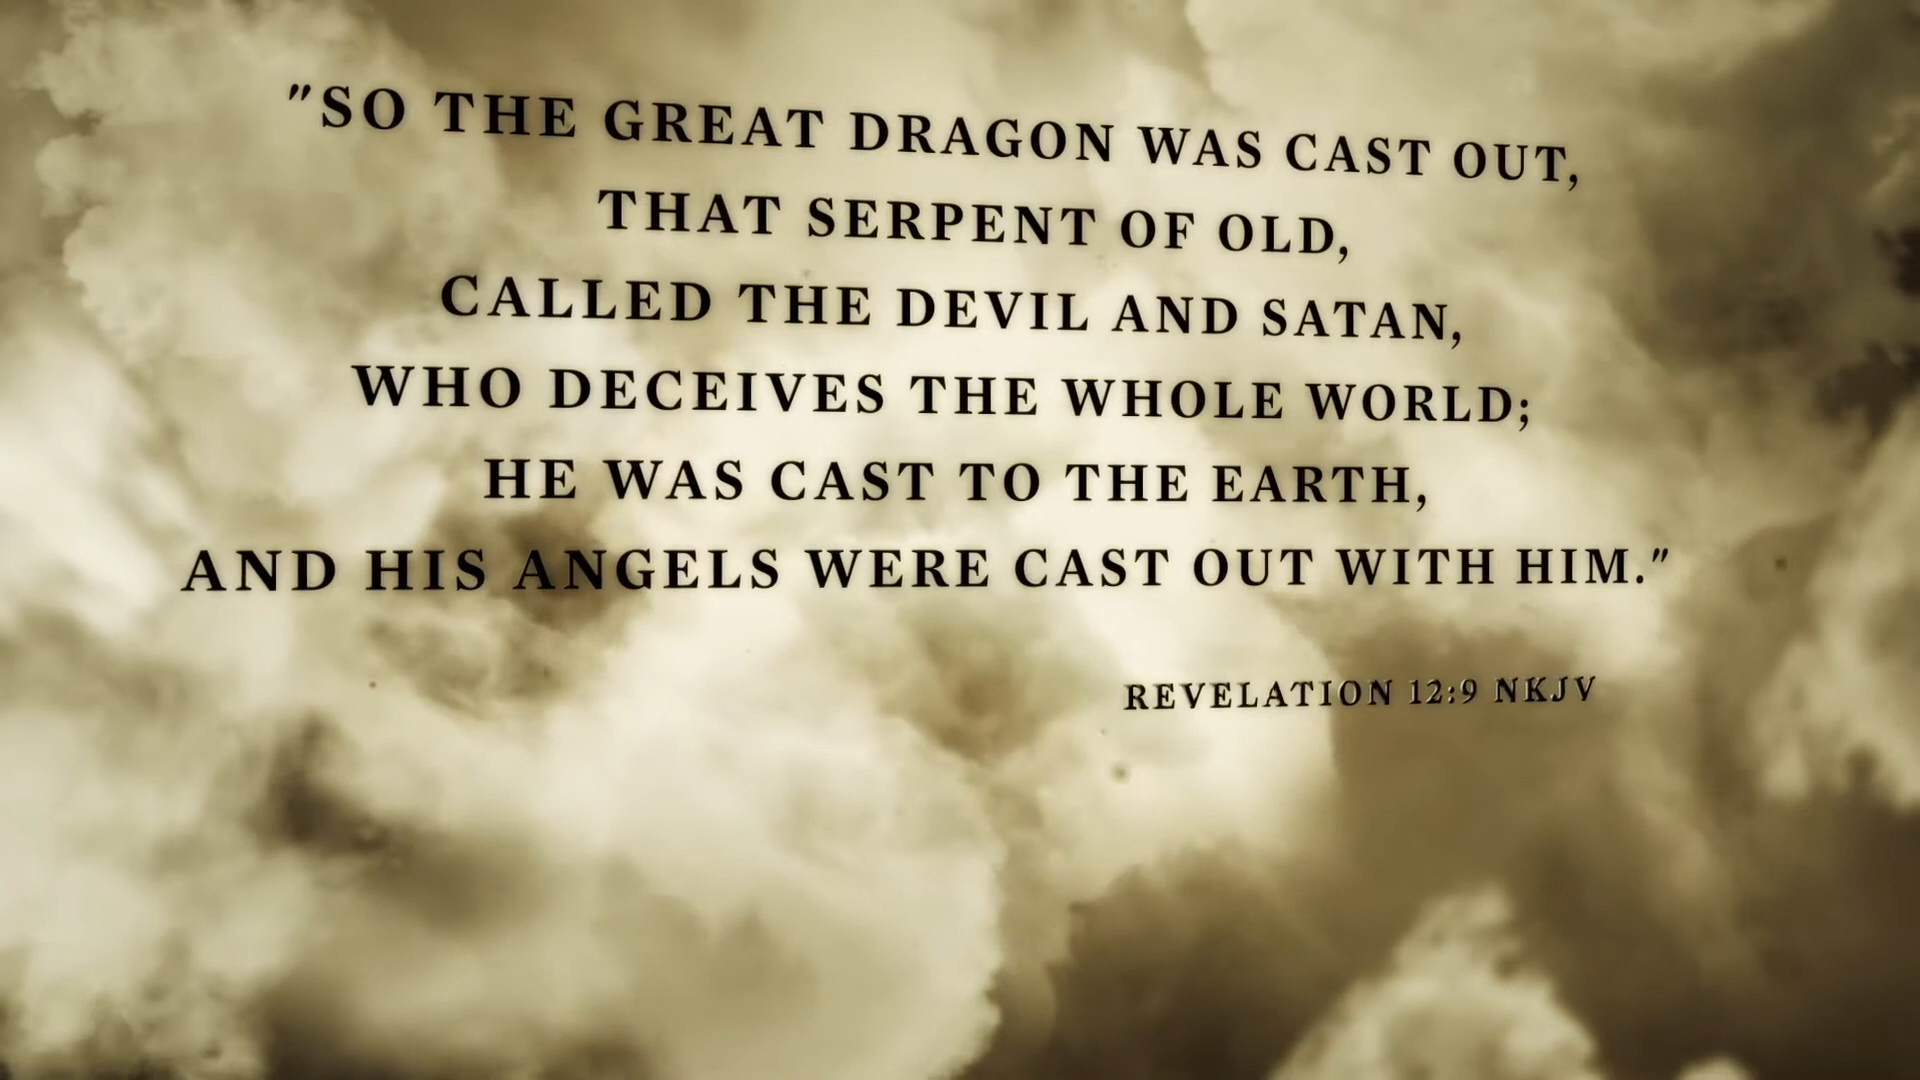 "SO THE GREAT DRAGON WAS CAST OUT,
THAT SERPENT OF OLD,
CALLED THE DEVIL AND SATAN,
WHO DECEIVES THE WHOLE WORLD;
HE WAS CAST TO THE EARTH,
AND HIS ANGELS WERE CAST OUT WITH HIM."
REVELATION 12:9 NKJV